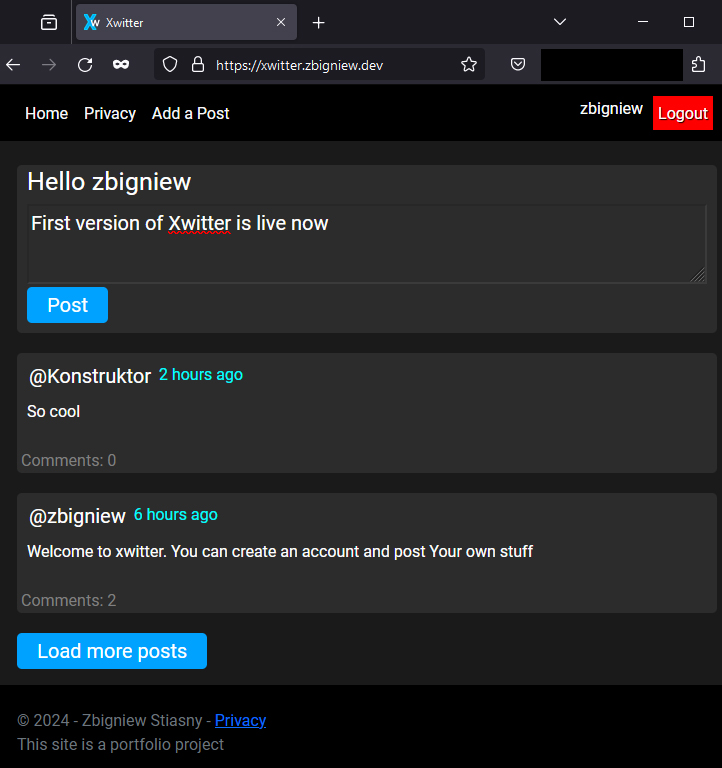 Xwitter
https://xwitter.zbigniew.dev
Home Privacy Add a Post zbigniew Logout
Hello zbigniew
First version of Xwitter is live now
Post
@Konstruktor 2 hours ago
So cool
Comments: 0
@zbigniew 6 hours ago
Welcome to xwitter. You can create an account and post Your own stuff
Comments: 2
Load more posts
© 2024 - Zbigniew Stiasny - Privacy
This site is a portfolio project